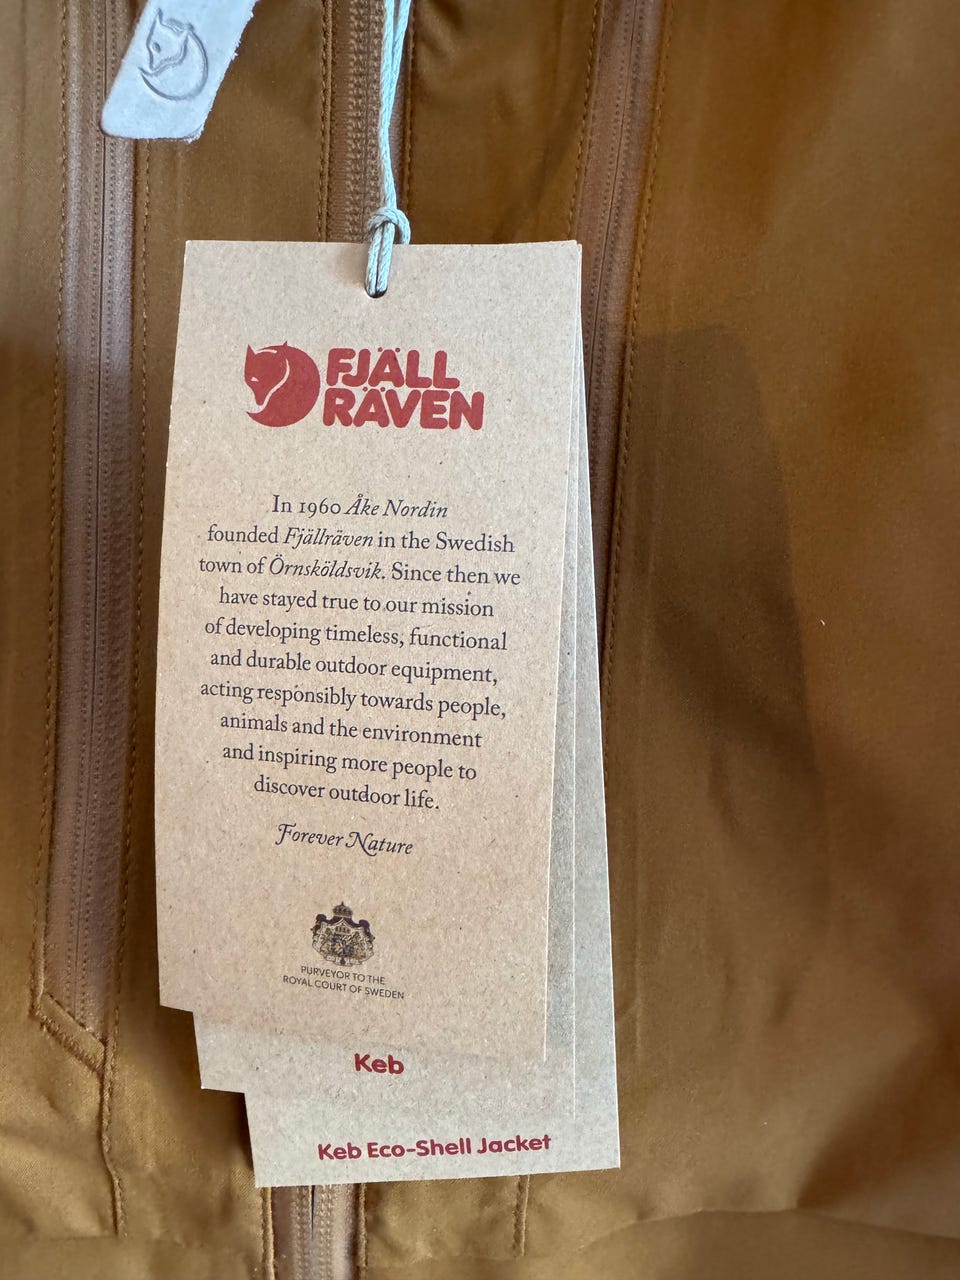 FJÄLL
RÄVEN
In 1960 Åke Nordin
founded Fjällräven in the Swedish
town of Örnsköldsvik. Since then we
have stayed true to our mission
of developing timeless, functional
and durable outdoor equipment,
acting responsibly towards people,
animals and the environment
and inspiring more people to
discover outdoor life.
Forever Nature
PURVEYOR TO THE
ROYAL COURT OF SWEDEN
Keb
Keb Eco-Shell Jacket